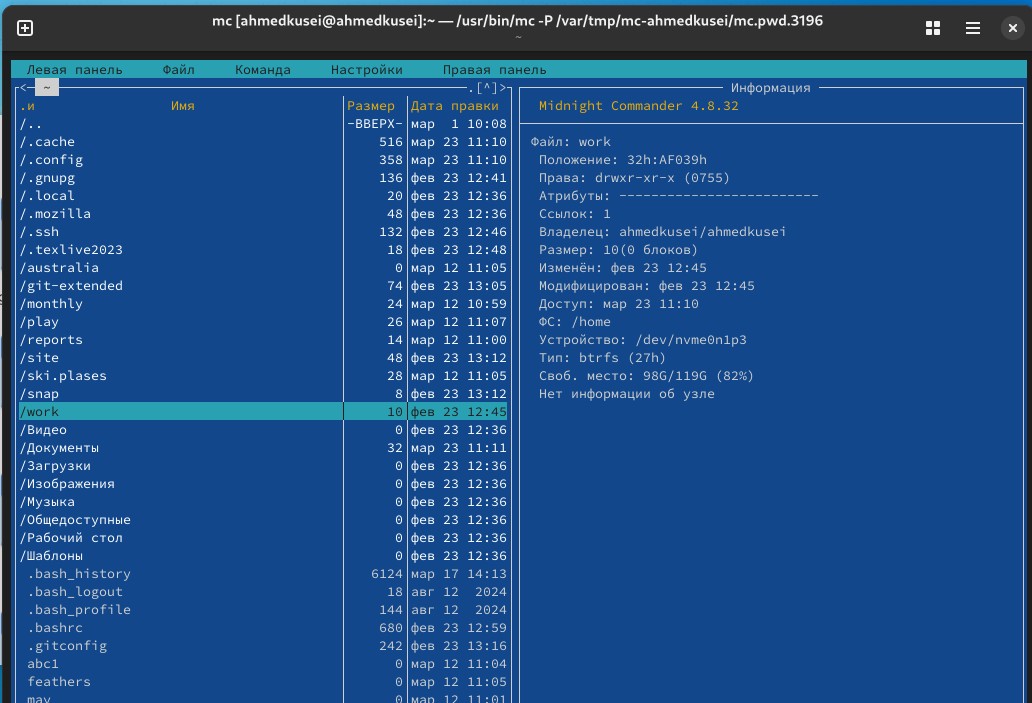 mc [ahmedkusei@ahmedkusei]:~ — /usr/bin/mc -P /var/tmp/mc-ahmedkusei/mc.pwd.3196
~
Левая панель Файл Команда Настройки Правая панель
<─ ~ .[^]>
.и Имя Размер Дата правки
/.. -ВВЕРХ- мар 1 10:08
/.cache 516 мар 23 11:10
/.config 358 мар 23 11:10
/.gnupg 136 фев 23 12:41
/.local 20 фев 23 12:36
/.mozilla 48 фев 23 12:36
/.ssh 132 фев 23 12:46
/.texlive2023 18 фев 23 12:48
/australia 0 мар 12 11:05
/git-extended 74 фев 23 13:05
/monthly 24 мар 12 10:59
/play 26 мар 12 11:07
/reports 14 мар 12 11:00
/site 48 фев 23 13:12
/ski.plases 28 мар 12 11:05
/snap 8 фев 23 13:12
/work 10 фев 23 12:45
/Видео 0 фев 23 12:36
/Документы 32 мар 23 11:11
/Загрузки 0 фев 23 12:36
/Изображения 0 фев 23 12:36
/Музыка 0 фев 23 12:36
/Общедоступные 0 фев 23 12:36
/Рабочий стол 0 фев 23 12:36
/Шаблоны 0 фев 23 12:36
.bash_history 6124 мар 17 14:13
.bash_logout 18 авг 12 2024
.bash_profile 144 авг 12 2024
.bashrc 680 фев 23 12:59
.gitconfig 242 фев 23 13:16
abc1 0 мар 12 11:04
feathers 0 мар 12 11:05
may 0 мар 12 11:01
Информация
Midnight Commander 4.8.32
Файл: work
Положение: 32h:AF039h
Права: drwxr-xr-x (0755)
Атрибуты: -------------------------
Ссылок: 1
Владелец: ahmedkusei/ahmedkusei
Размер: 10(0 блоков)
Изменён: фев 23 12:45
Модифицирован: фев 23 12:45
Доступ: мар 23 11:10
ФС: /home
Устройство: /dev/nvme0n1p3
Тип: btrfs (27h)
Своб. место: 98G/119G (82%)
Нет информации об узле